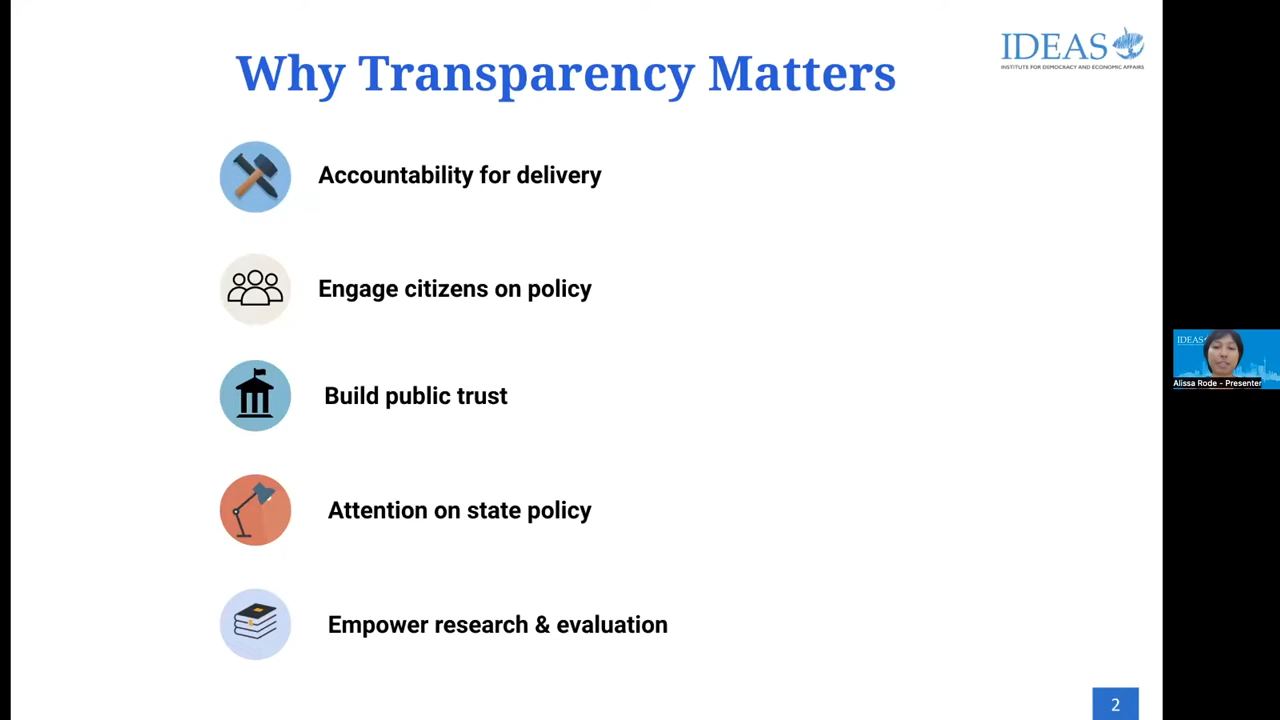 Why Transparency Matters
IDEAS
INSTITUTE FOR DEMOCRACY AND ECONOMIC AFFAIRS
Accountability for delivery
Engage citizens on policy
Build public trust
IDEAS
Alissa Rode - Presenter
Attention on state policy
Empower research & evaluation
2